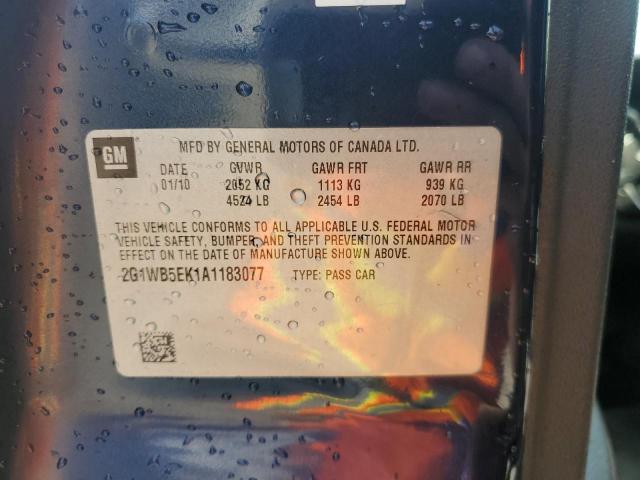 GM
MFD BY GENERAL MOTORS OF CANADA LTD.
DATE GVWR GAWR FRT GAWR RR
01/10 2052 KG 1113 KG 939 KG
4524 LB 2454 LB 2070 LB
THIS VEHICLE CONFORMS TO ALL APPLICABLE U.S. FEDERAL MOTOR
VEHICLE SAFETY, BUMPER, AND THEFT PREVENTION STANDARDS IN
EFFECT ON THE DATE OF MANUFACTURE SHOWN ABOVE.
2G1WB5EK1A1183077 TYPE: PASS CAR